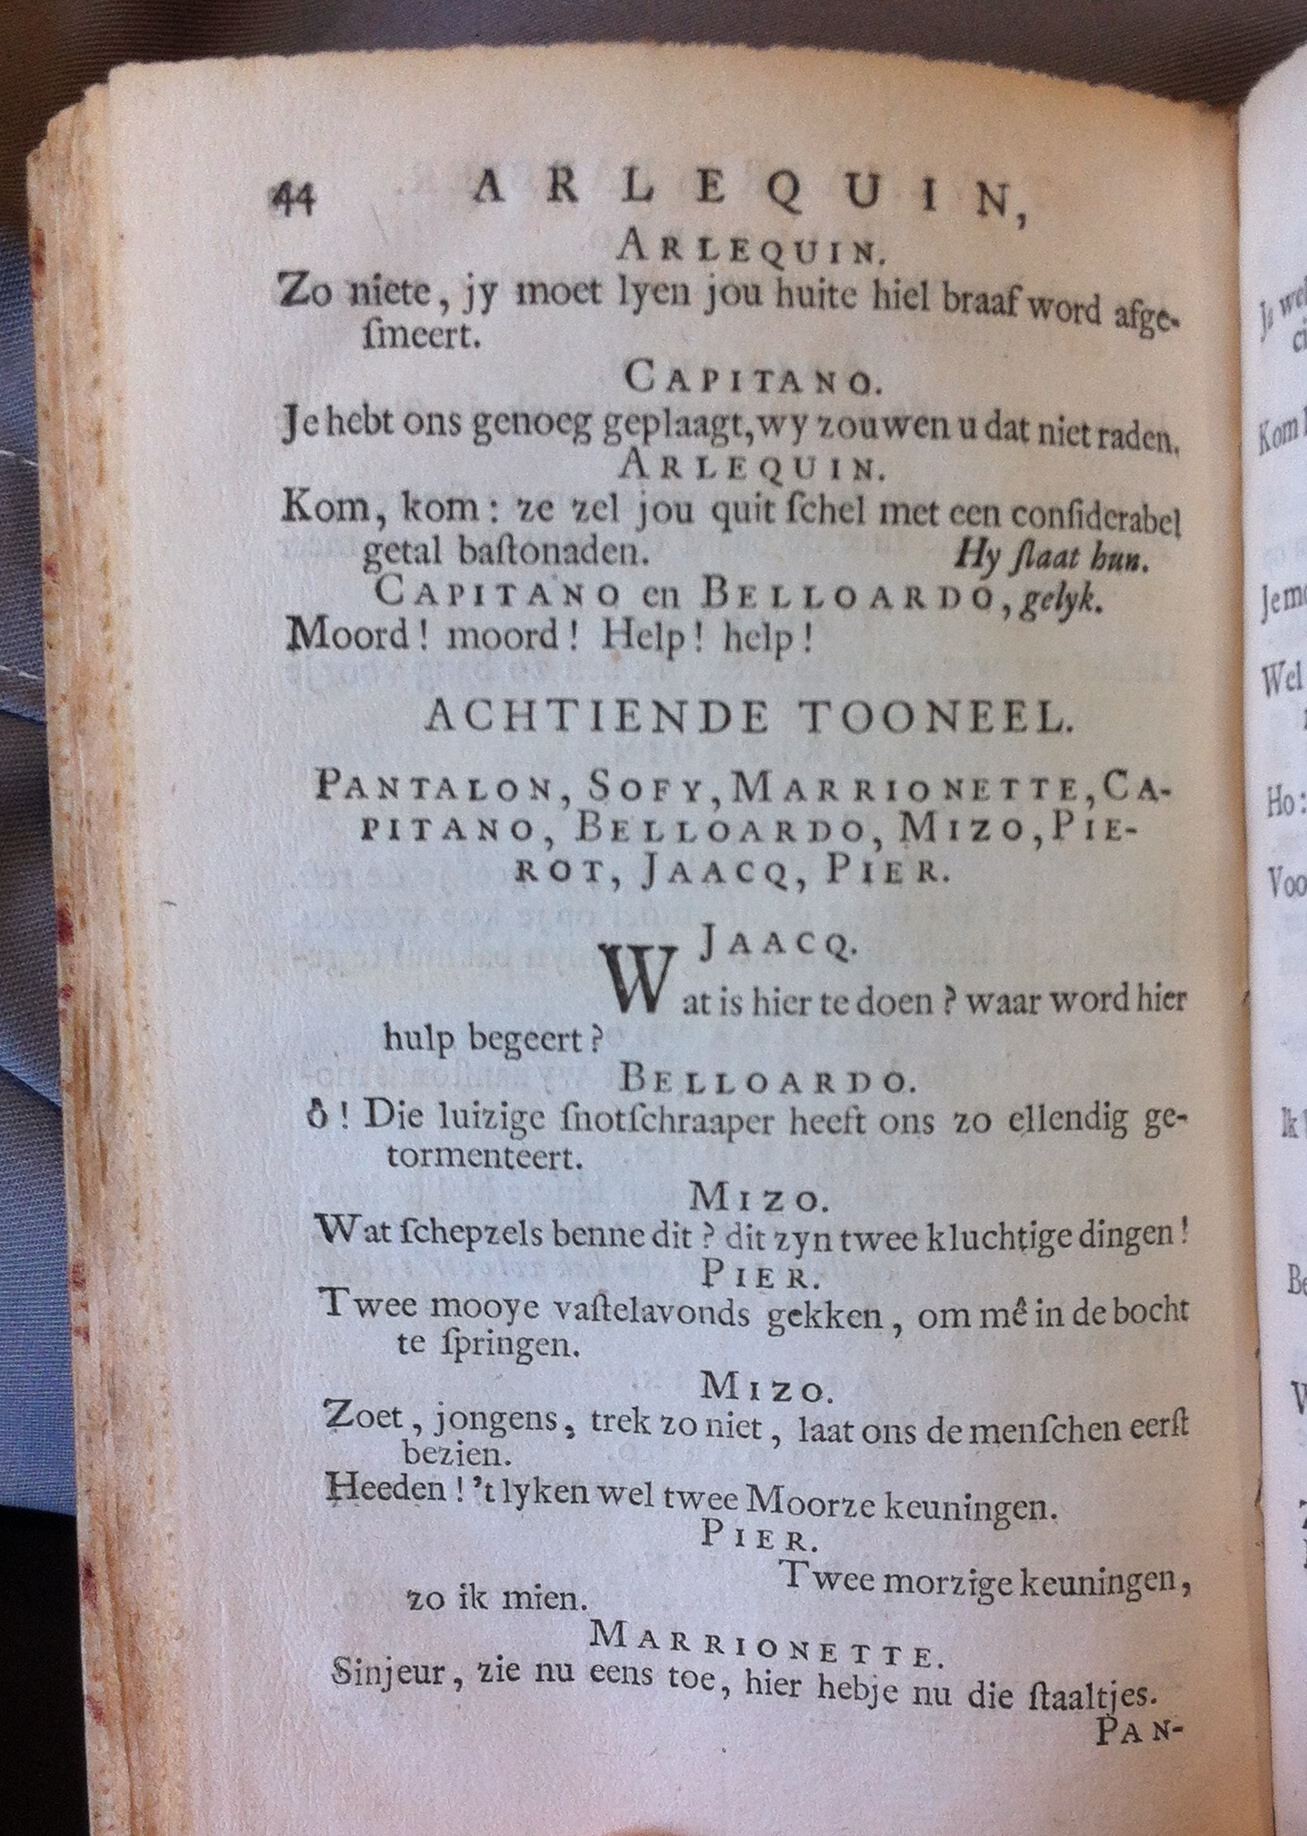 44 ARLEQUIN,
ARLEQUIN.
Zo niete, jy moet lyen jou huite hiel braaf word afge-
ſmeert.
CAPITANO.
Je hebt ons genoeg geplaagt, wy zouwen u dat niet raden.
ARLEQUIN.
Kom, kom: ze zel jou quit ſchel met een conſiderabel
getal baſtonaden. Hy ſlaat hun.
CAPITANO en BELLOARDO, gelyk.
Moord! moord! Help! help!
ACHTIENDE TOONEEL.
PANTALON, SOFY, MARRIONETTE, CA-
PITANO, BELLOARDO, MIZO, PIE-
ROT, JAACQ, PIER.
JAACQ.
Wat is hier te doen? waar word hier
hulp begeert?
BELLOARDO.
ô! Die luizige ſnotſchraaper heeft ons zo ellendig ge-
tormenteert.
MIZO.
Wat ſchepzels benne dit? dit zyn twee kluchtige dingen!
PIER.
Twee mooye vaſtelavonds gekken, om mê in de bocht
te ſpringen.
MIZO.
Zoet, jongens, trek zo niet, laat ons de menſchen eerſt
bezien.
Heeden! 't lyken wel twee Moorze keuningen.
PIER.
Twee morzige keuningen,
zo ik mien.
MARRIONETTE.
Sinjeur, zie nu eens toe, hier hebje nu die ſtaaltjes.
PAN-
Kom
Wel
Ho:
Voo